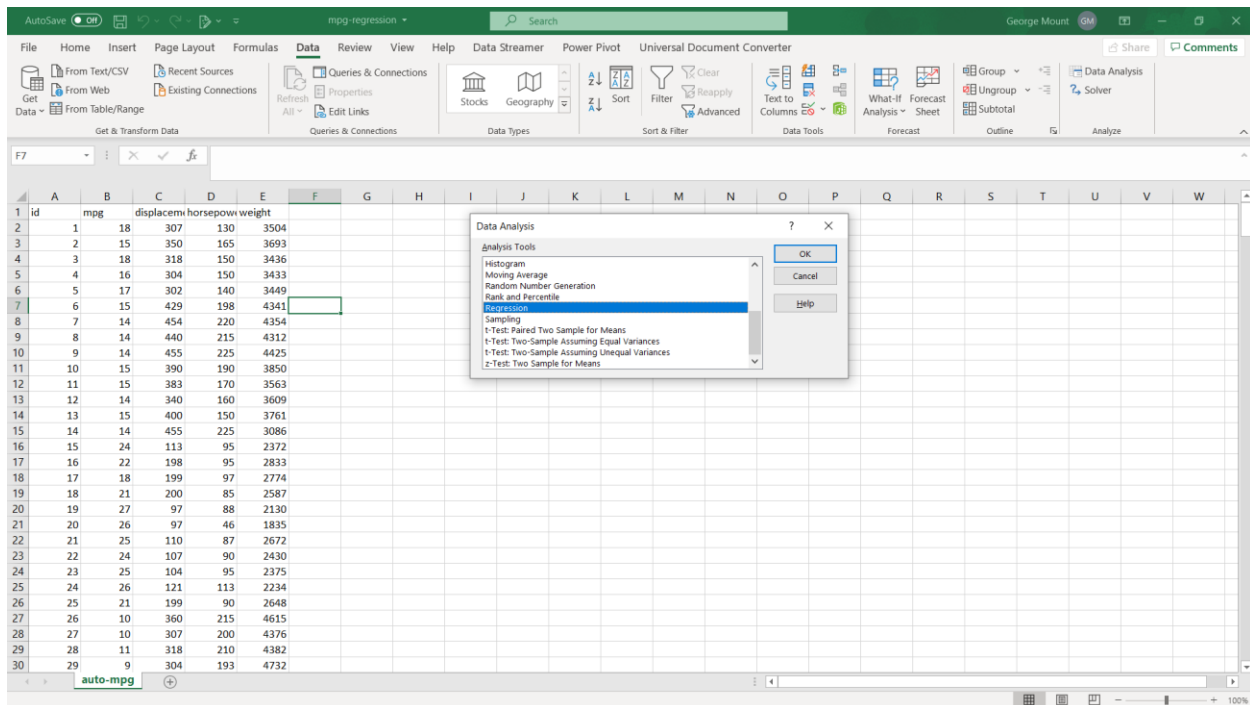 AutoSave Off mpg-regression Search George Mount GM
File Home Insert Page Layout Formulas Data Review View Help Data Streamer Power Pivot Universal Document Converter Share Comments
From Text/CSV Recent Sources Queries & Connections Clear Group Data Analysis
From Web Existing Connections Properties Reapply Ungroup Solver
Get Data From Table/Range Refresh All Edit Links Stocks Geography Sort Filter Advanced Text to Columns What-If Analysis Forecast Sheet Subtotal
Get & Transform Data Queries & Connections Data Types Sort & Filter Data Tools Forecast Outline Analyze
F7 fx
A B C D E F G H I J K L M N O P Q R S T U V W
1 id mpg displacem horsepow weight
2 1 18 307 130 3504
3 2 15 350 165 3693
4 3 18 318 150 3436
5 4 16 304 150 3433
6 5 17 302 140 3449
7 6 15 429 198 4341
8 7 14 454 220 4354
9 8 14 440 215 4312
10 9 14 455 225 4425
11 10 15 390 190 3850
12 11 15 383 170 3563
13 12 14 340 160 3609
14 13 15 400 150 3761
15 14 14 455 225 3086
16 15 24 113 95 2372
17 16 22 198 95 2833
18 17 18 199 97 2774
19 18 21 200 85 2587
20 19 27 97 88 2130
21 20 26 97 46 1835
22 21 25 110 87 2672
23 22 24 107 90 2430
24 23 25 104 95 2375
25 24 26 121 113 2234
26 25 21 199 90 2648
27 26 10 360 215 4615
28 27 10 307 200 4376
29 28 11 318 210 4382
30 29 9 304 193 4732
Data Analysis ? ×
Analysis Tools
Histogram
Moving Average
Random Number Generation
Rank and Percentile
Regression
Sampling
t-Test: Paired Two Sample for Means
t-Test: Two-Sample Assuming Equal Variances
t-Test: Two-Sample Assuming Unequal Variances
z-Test: Two Sample for Means
OK
Cancel
Help
auto-mpg
100%